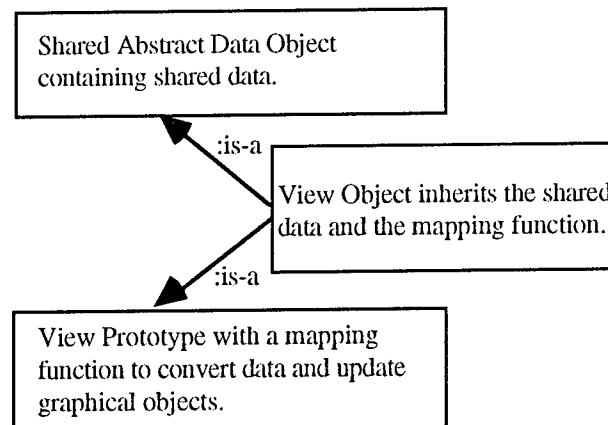 Shared Abstract Data Object
containing shared data.
:is-a
View Object inherits the shared
data and the mapping function.
:is-a
View Prototype with a mapping
function to convert data and update
graphical objects.